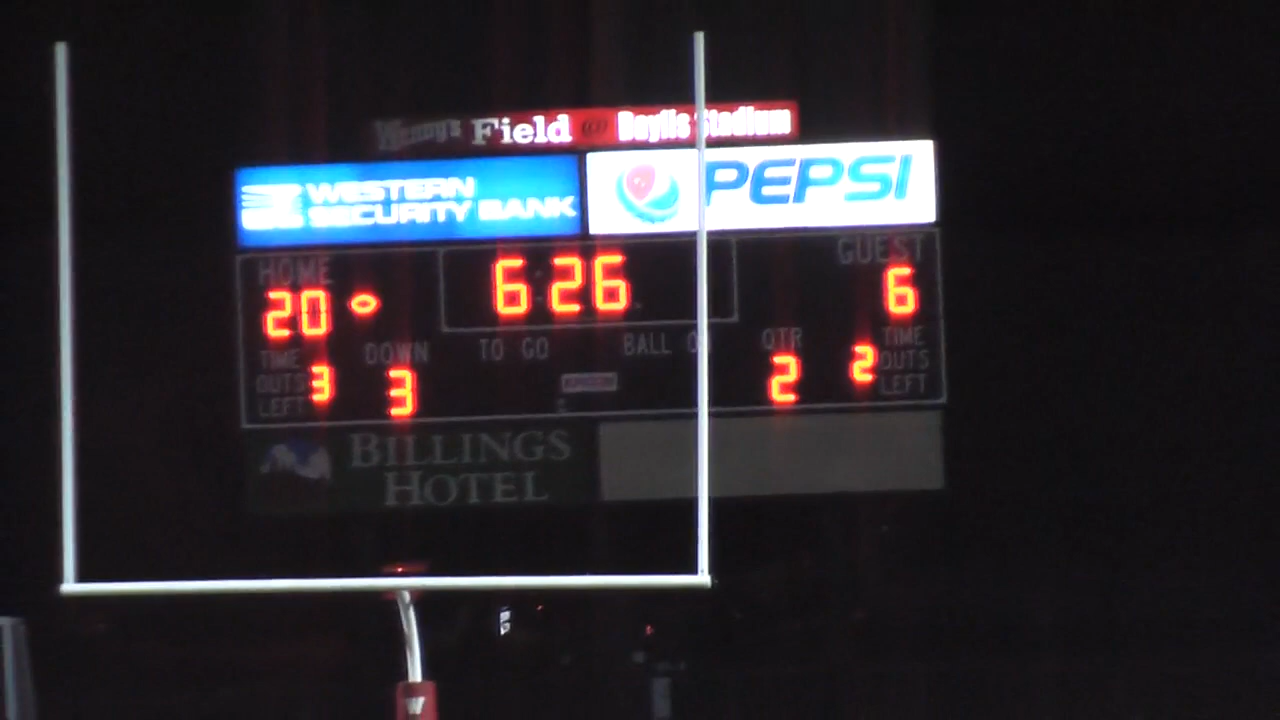 Wendy's Field @ Daylis Stadium
WESTERN
SECURITY BANK
PEPSI
HOME
6:26
GUEST
20
6
TIME OUTS LEFT 3
DOWN 3
TO GO
BALL ON
QTR 2
2 TIME OUTS LEFT
BILLINGS
HOTEL
W